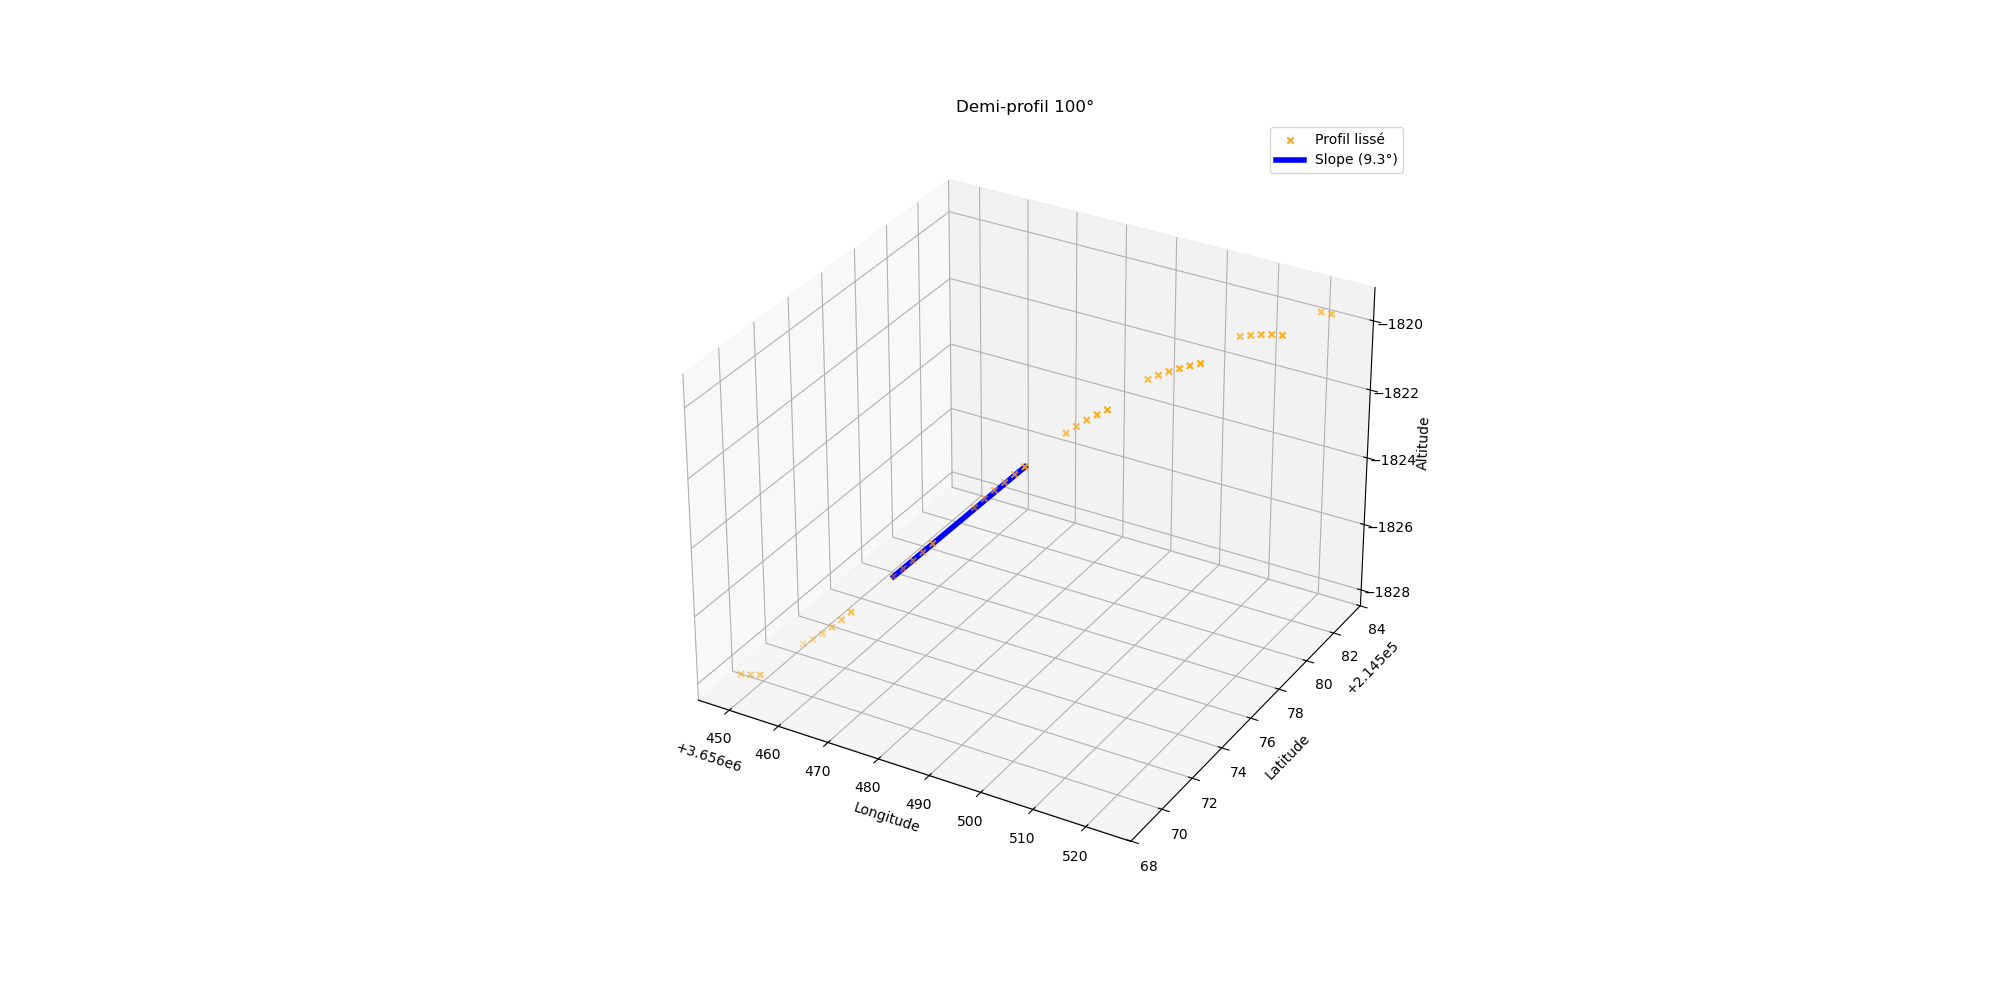 Demi-profil 100°
Profil lissé
Slope (9.3°)
−1820
−1822
−1824
−1826
−1828
Altitude
84
82
80
78
76
74
72
70
68
+2.145e5
Latitude
450
460
470
480
490
500
510
520
+3.656e6
Longitude